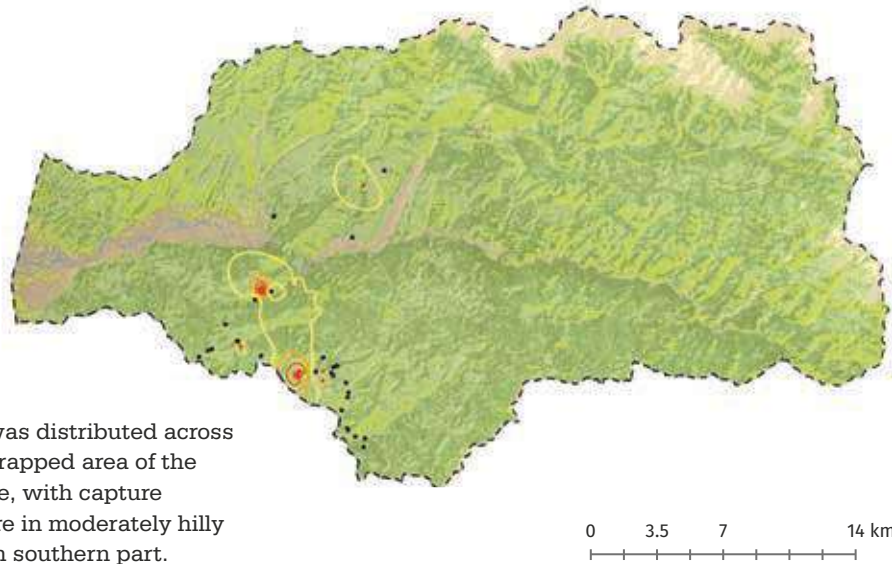 was distributed across
rapped area of the
e, with capture
re in moderately hilly
n southern part.
0 3.5 7 14 km